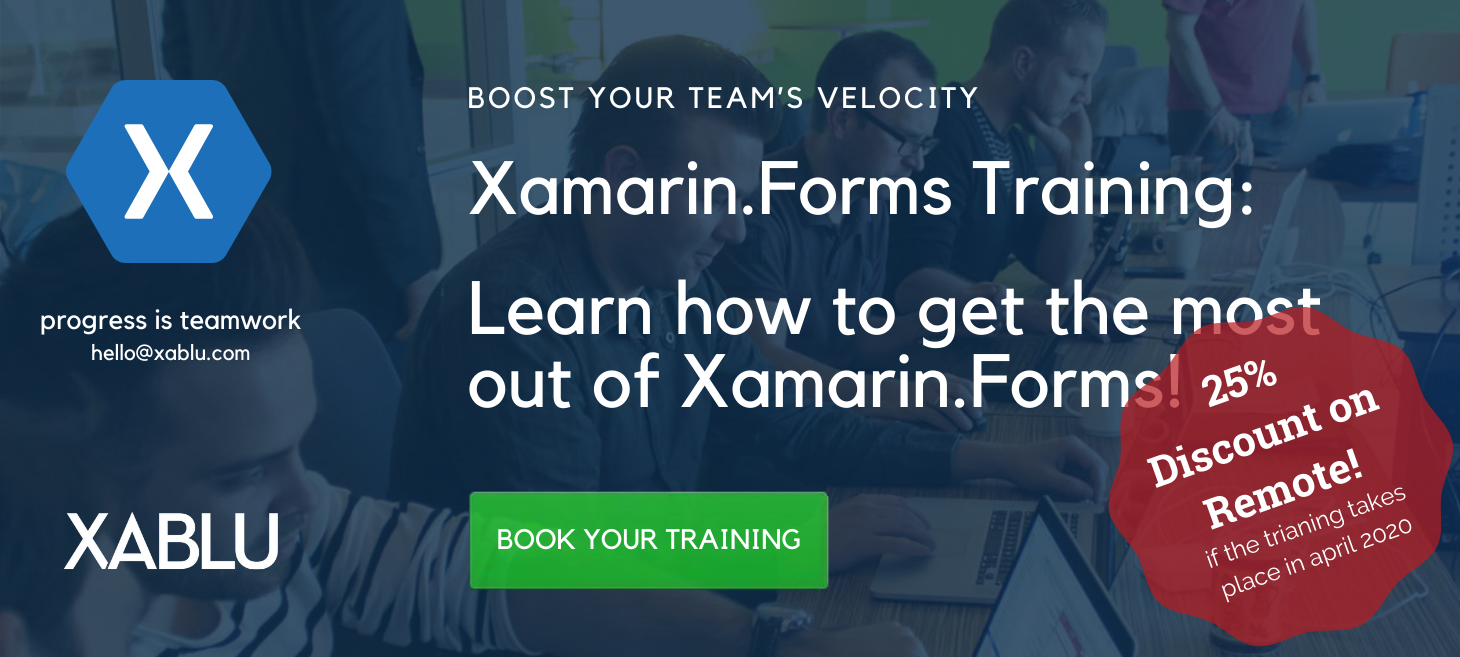 BOOST YOUR TEAM'S VELOCITY
Xamarin.Forms Training:
Learn how to get the most
out of Xamarin.Forms!
progress is teamwork
hello@xablu.com
XABLU
BOOK YOUR TRAINING
25%
Discount on
Remote!
if the trianing takes
place in april 2020